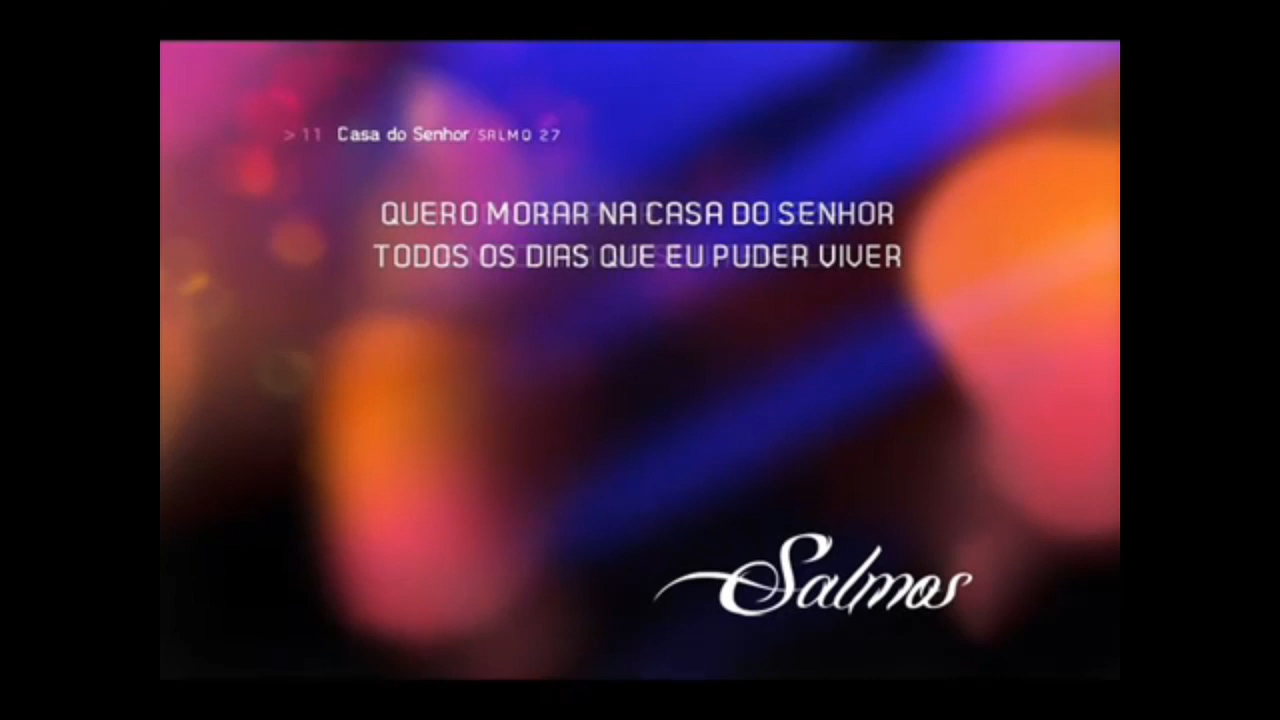 > 11 Casa do Senhor SALMO 27
QUERO MORAR NA CASA DO SENHOR
TODOS OS DIAS QUE EU PUDER VIVER
Salmos